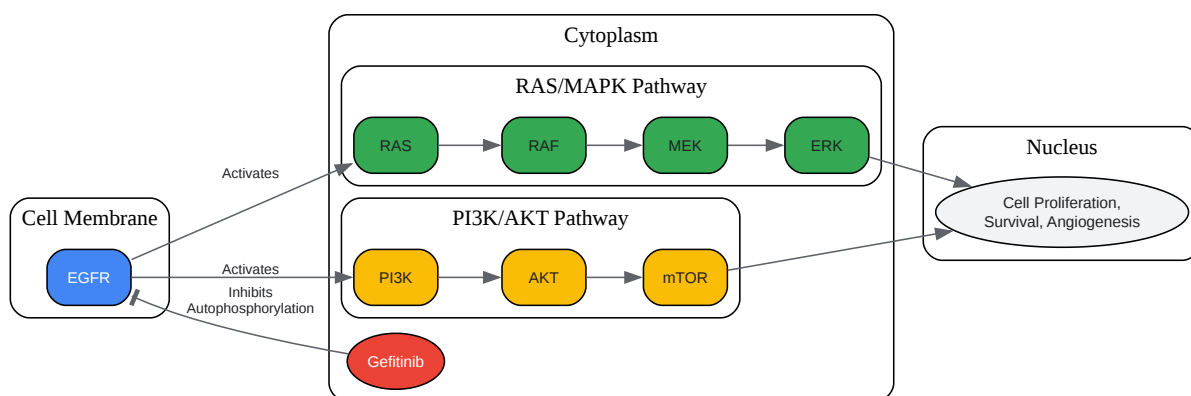 Cytoplasm
RAS/MAPK Pathway
RAS
RAF
MEK
ERK
Activates
Nucleus
Cell Proliferation,
Survival, Angiogenesis
Cell Membrane
EGFR
PI3K/AKT Pathway
Activates
PI3K
AKT
mTOR
Inhibits
Autophosphorylation
Gefitinib